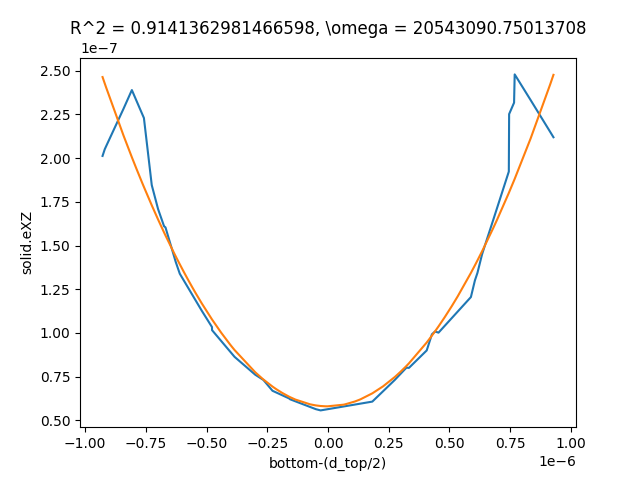 R^2 = 0.9141362981466598, \omega = 20543090.75013708
1e−7
2.50
2.25
2.00
1.75
1.50
1.25
1.00
0.75
0.50
solid.eXZ
−1.00 −0.75 −0.50 −0.25 0.00 0.25 0.50 0.75 1.00
bottom-(d_top/2)
1e−6